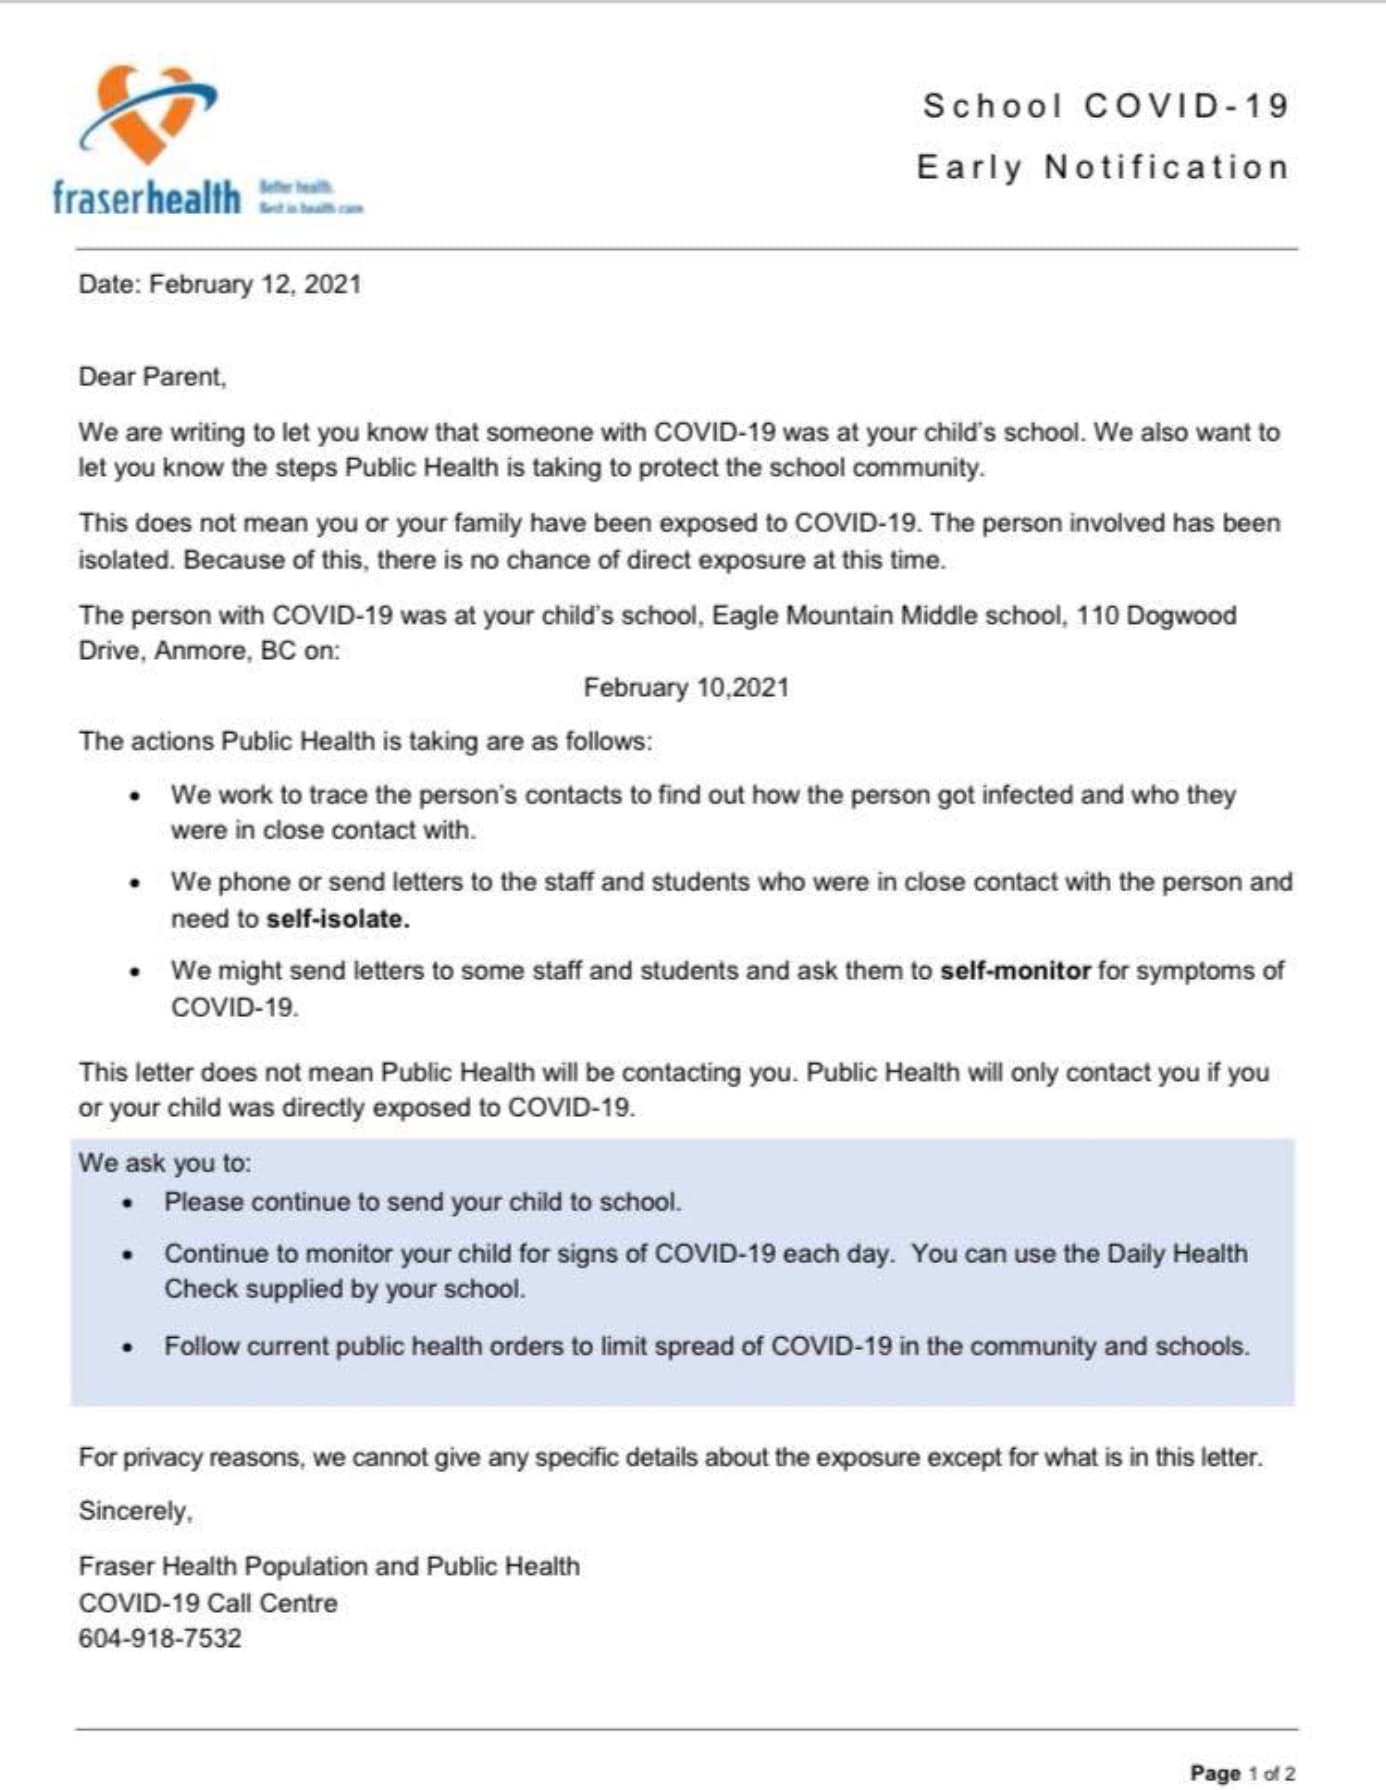 School COVID-19
Early Notification
fraserhealth
Better health.
Best in health care.
Date: February 12, 2021
Dear Parent,
We are writing to let you know that someone with COVID-19 was at your child's school. We also want to
let you know the steps Public Health is taking to protect the school community.
This does not mean you or your family have been exposed to COVID-19. The person involved has been
isolated. Because of this, there is no chance of direct exposure at this time.
The person with COVID-19 was at your child's school, Eagle Mountain Middle school, 110 Dogwood
Drive, Anmore, BC on:
February 10,2021
The actions Public Health is taking are as follows:
• We work to trace the person's contacts to find out how the person got infected and who they
were in close contact with.
• We phone or send letters to the staff and students who were in close contact with the person and
need to self-isolate.
• We might send letters to some staff and students and ask them to self-monitor for symptoms of
COVID-19.
This letter does not mean Public Health will be contacting you. Public Health will only contact you if you
or your child was directly exposed to COVID-19.
We ask you to:
• Please continue to send your child to school.
• Continue to monitor your child for signs of COVID-19 each day. You can use the Daily Health
Check supplied by your school.
• Follow current public health orders to limit spread of COVID-19 in the community and schools.
For privacy reasons, we cannot give any specific details about the exposure except for what is in this letter.
Sincerely,
Fraser Health Population and Public Health
COVID-19 Call Centre
604-918-7532
Page 1 of 2